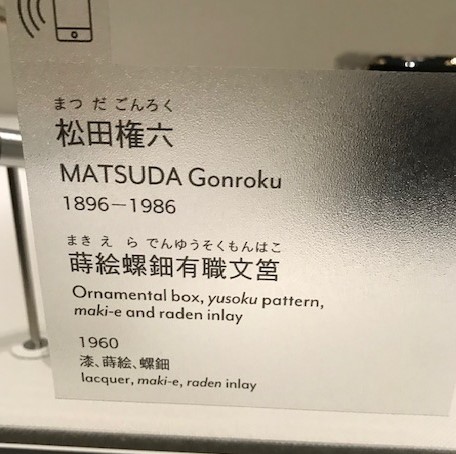 まつ だ ごんろく
松田権六
MATSUDA Gonroku
1896－1986
まき え ら でんゆうそくもんはこ
蒔絵螺鈿有職文筥
Ornamental box, yusoku pattern,
maki-e and raden inlay
1960
漆、蒔絵、螺鈿
lacquer, maki-e, raden inlay